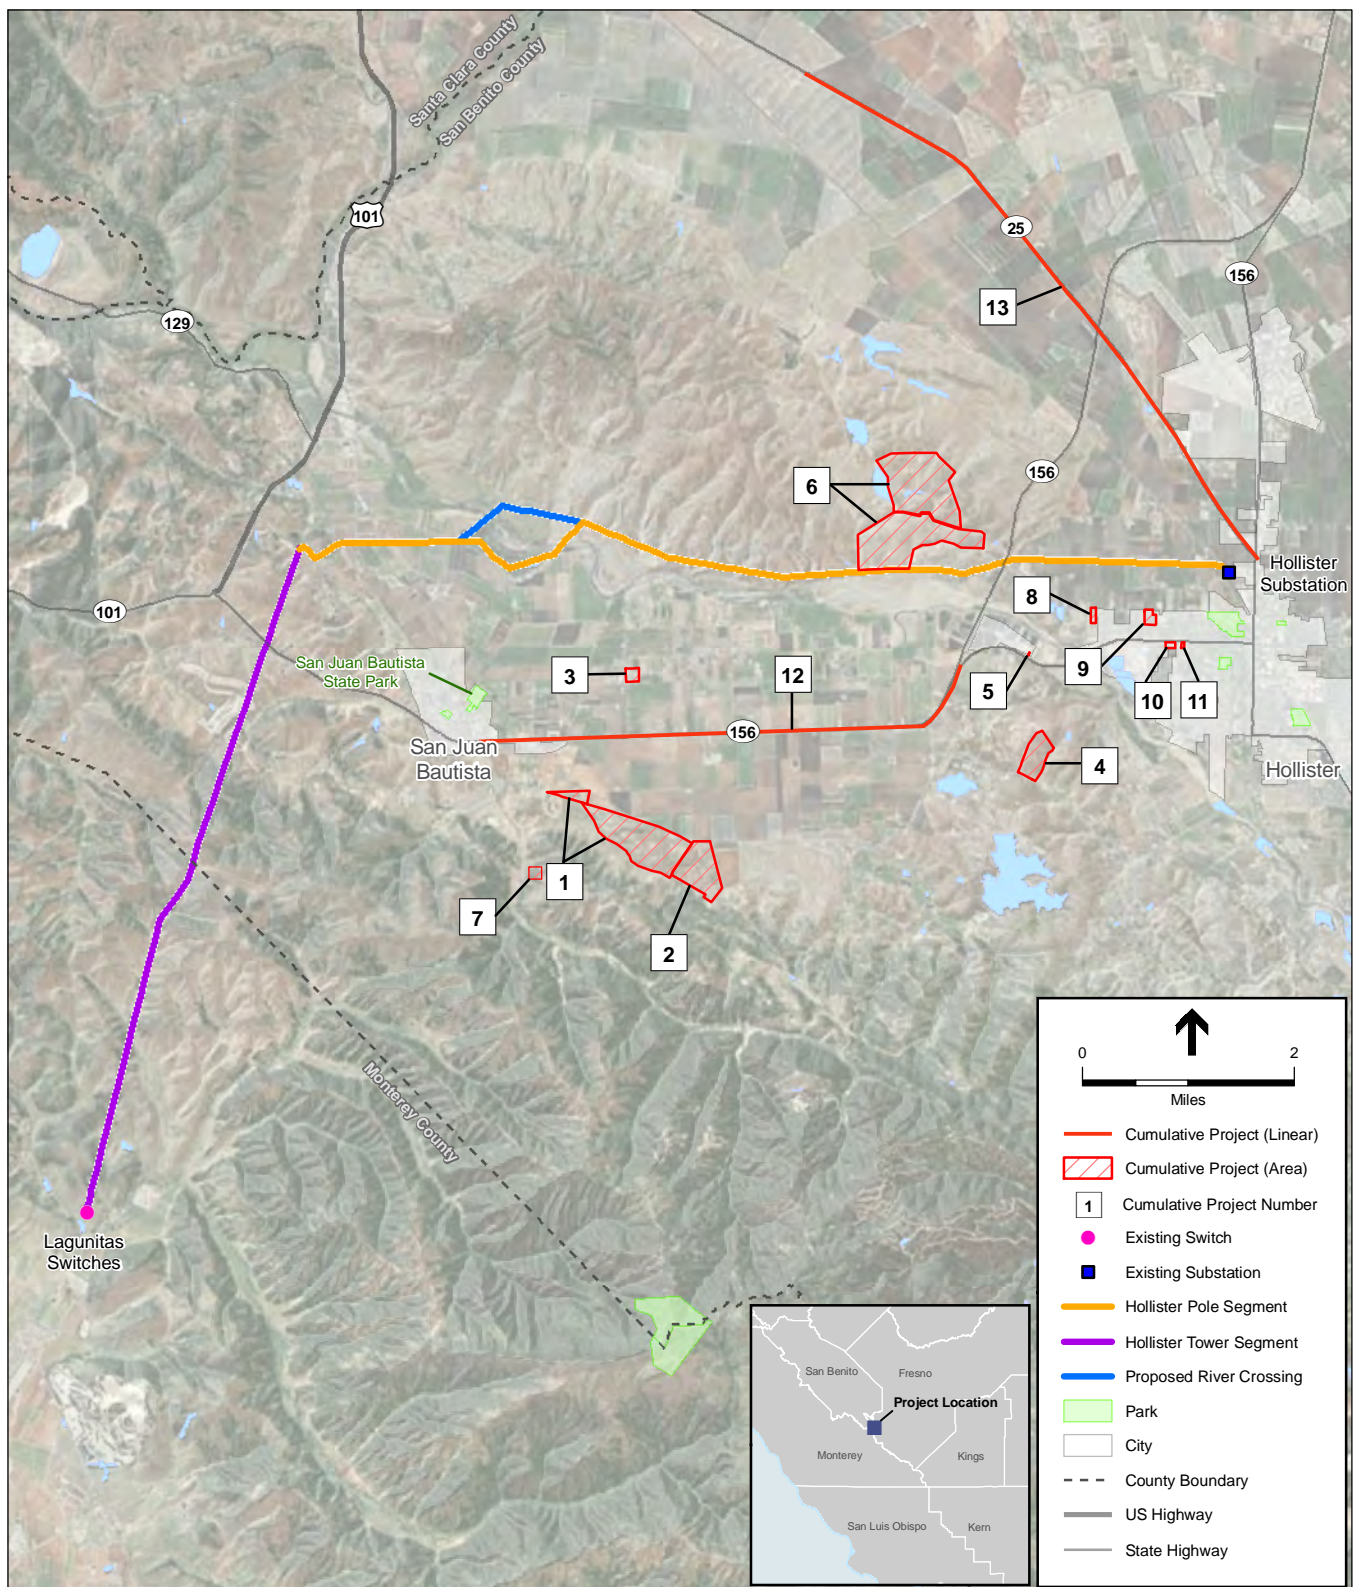 Santa Clara County
San Benito County
101
25
156
13
129
156
6
Hollister
Substation
101
8
San Juan Bautista
State Park
3
12
5
9
10
11
156
San Juan
Bautista
4
Hollister
1
7
2
0
2
Miles
Cumulative Project (Linear)
Cumulative Project (Area)
1
Cumulative Project Number
Existing Switch
Existing Substation
Hollister Pole Segment
Hollister Tower Segment
Proposed River Crossing
Park
City
County Boundary
US Highway
State Highway
Monterey County
Lagunitas
Switches
San Benito
Fresno
Project Location
Monterey
Kings
San Luis Obispo
Kern